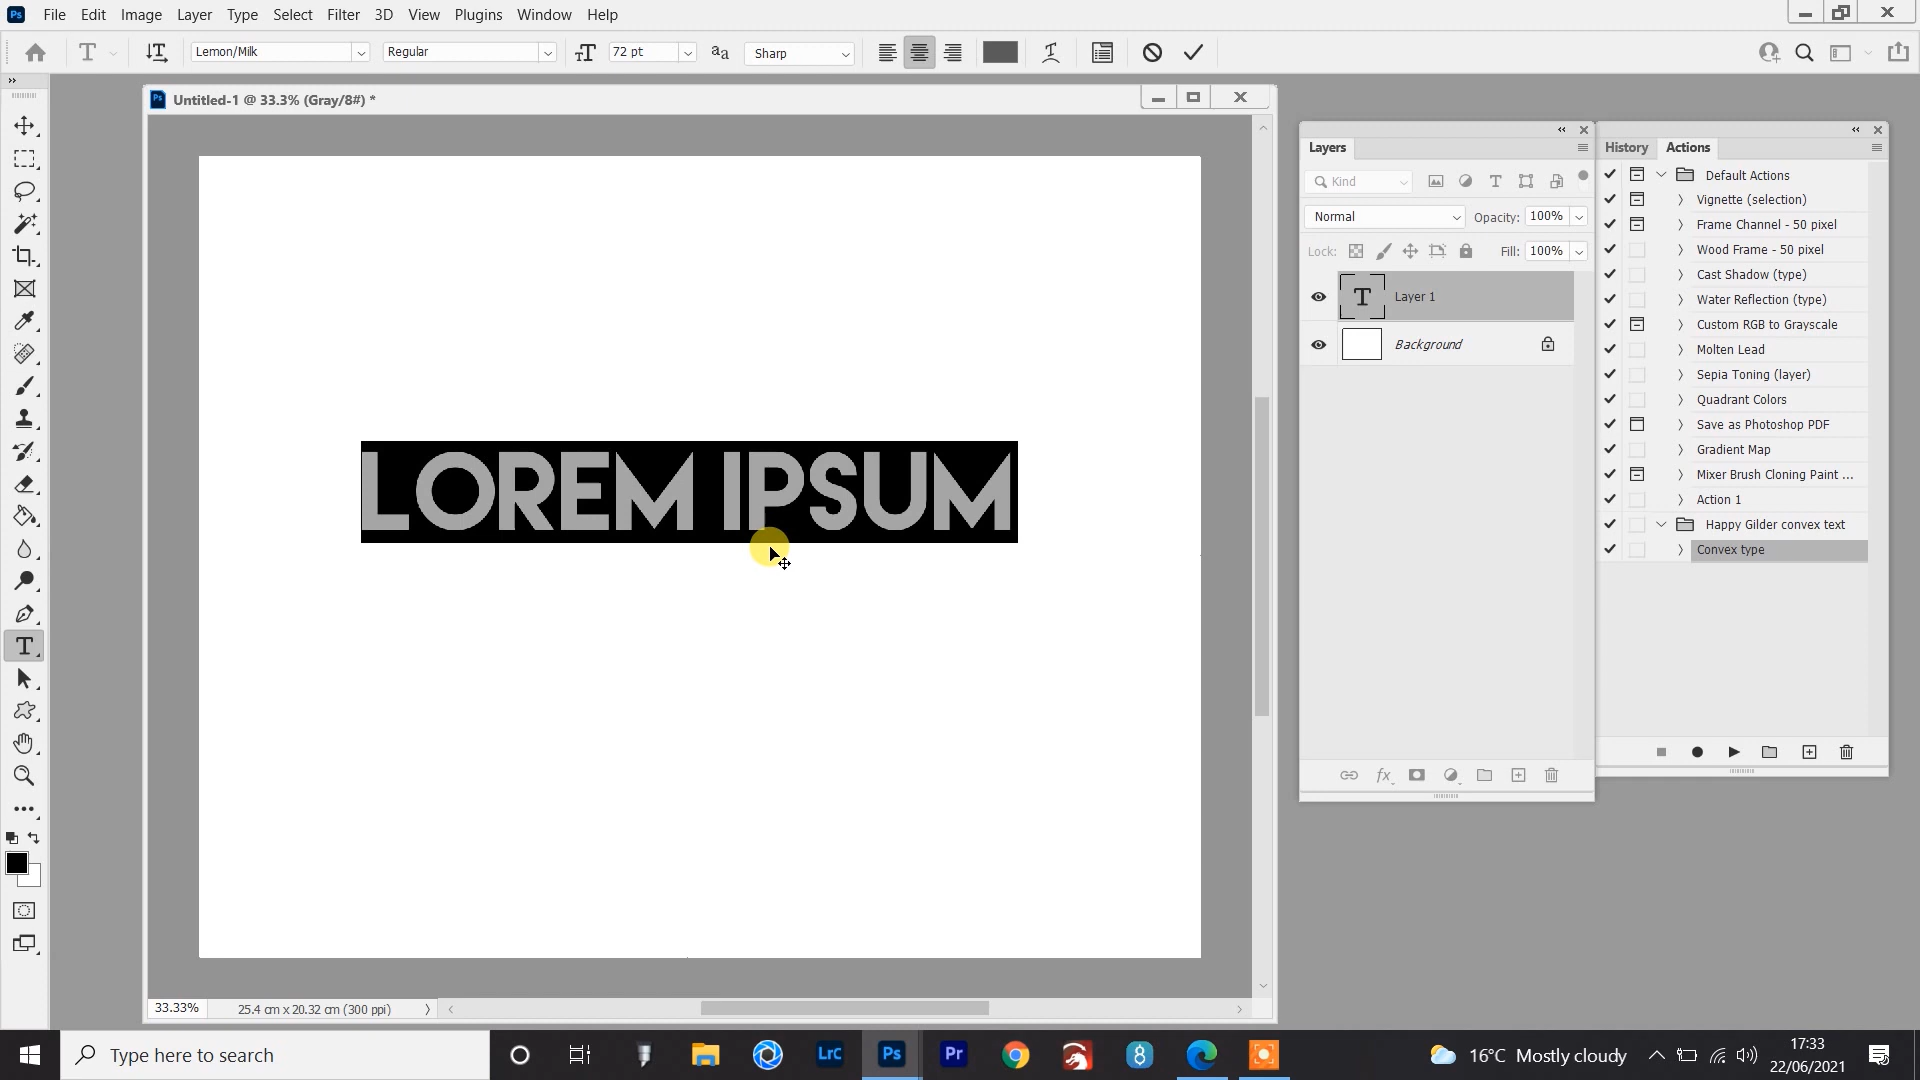 Ps File Edit Image Layer Type Select Filter 3D View Plugins Window Help
Lemon/Milk Regular 72 pt Sharp
Untitled-1 @ 33.3% (Gray/8#) *
LOREM IPSUM
33.33% 25.4 cm x 20.32 cm (300 ppi)
Layers
Kind
Normal Opacity: 100%
Lock: Fill: 100%
Layer 1
Background
History Actions
Default Actions
Vignette (selection)
Frame Channel - 50 pixel
Wood Frame - 50 pixel
Cast Shadow (type)
Water Reflection (type)
Custom RGB to Grayscale
Molten Lead
Sepia Toning (layer)
Quadrant Colors
Save as Photoshop PDF
Gradient Map
Mixer Brush Cloning Paint ...
Action 1
Happy Gilder convex text
Convex type
Type here to search
LrC Ps Pr
16°C Mostly cloudy
17:33
22/06/2021